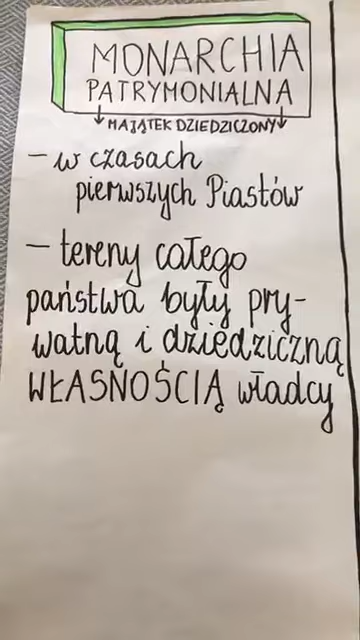 MONARCHIA
PATRYMONIALNA
MAJĄTEK DZIEDZICZONY
- w czasach
pierwszych Piastów
- tereny całego
państwa były pry-
watną i dziedziczną
WŁASNOŚCIĄ władcy